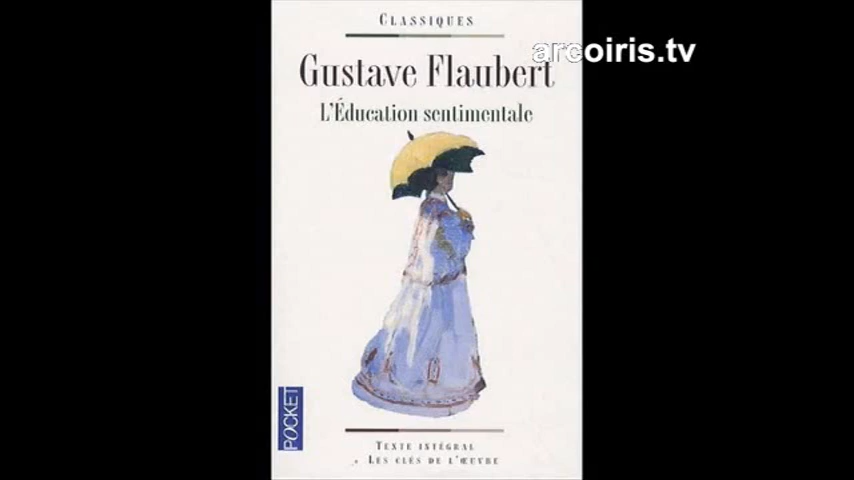 CLASSIQUES
arcoiris.tv
Gustave Flaubert
L'Éducation sentimentale
POCKET
TEXTE INTÉGRAL
. LES CLÉS DE L'ŒUVRE